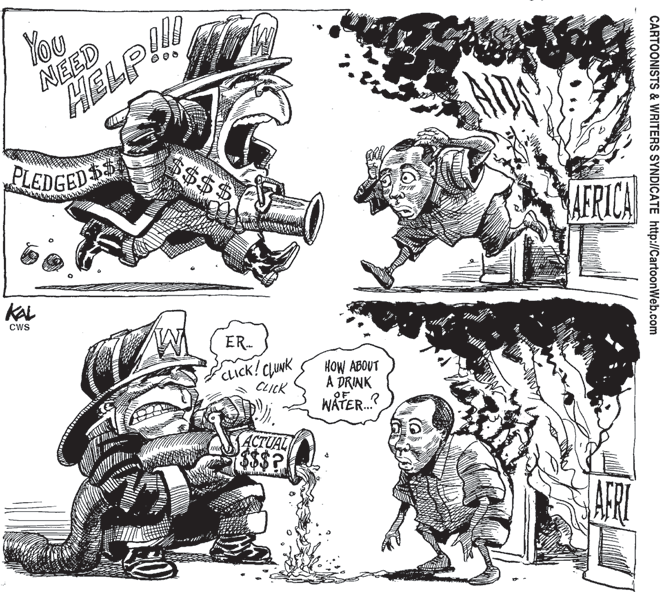 YOU
NEED
HELP!!!
W
PLEDGED $$
$$$$
AIDS
AFRICA
CARTOONISTS & WRITERS SYNDICATE http://CartoonWeb.com
KAL
CWS
W
ER...
CLICK! CLUNK
CLICK
HOW ABOUT
A DRINK
OF
WATER...?
ACTUAL
$$$?
AFRI